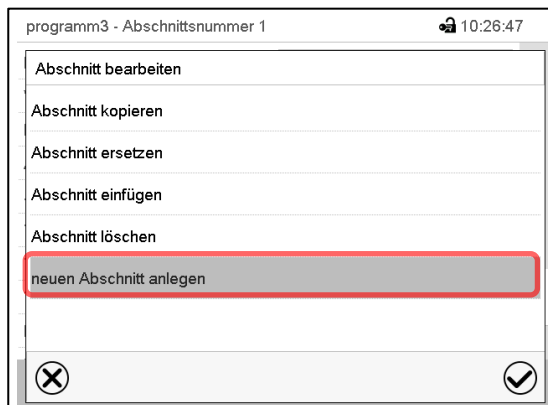 programm3 - Abschnittsnummer 1 10:26:47
Abschnitt bearbeiten
Abschnitt kopieren
Abschnitt ersetzen
Abschnitt einfügen
Abschnitt löschen
neuen Abschnitt anlegen